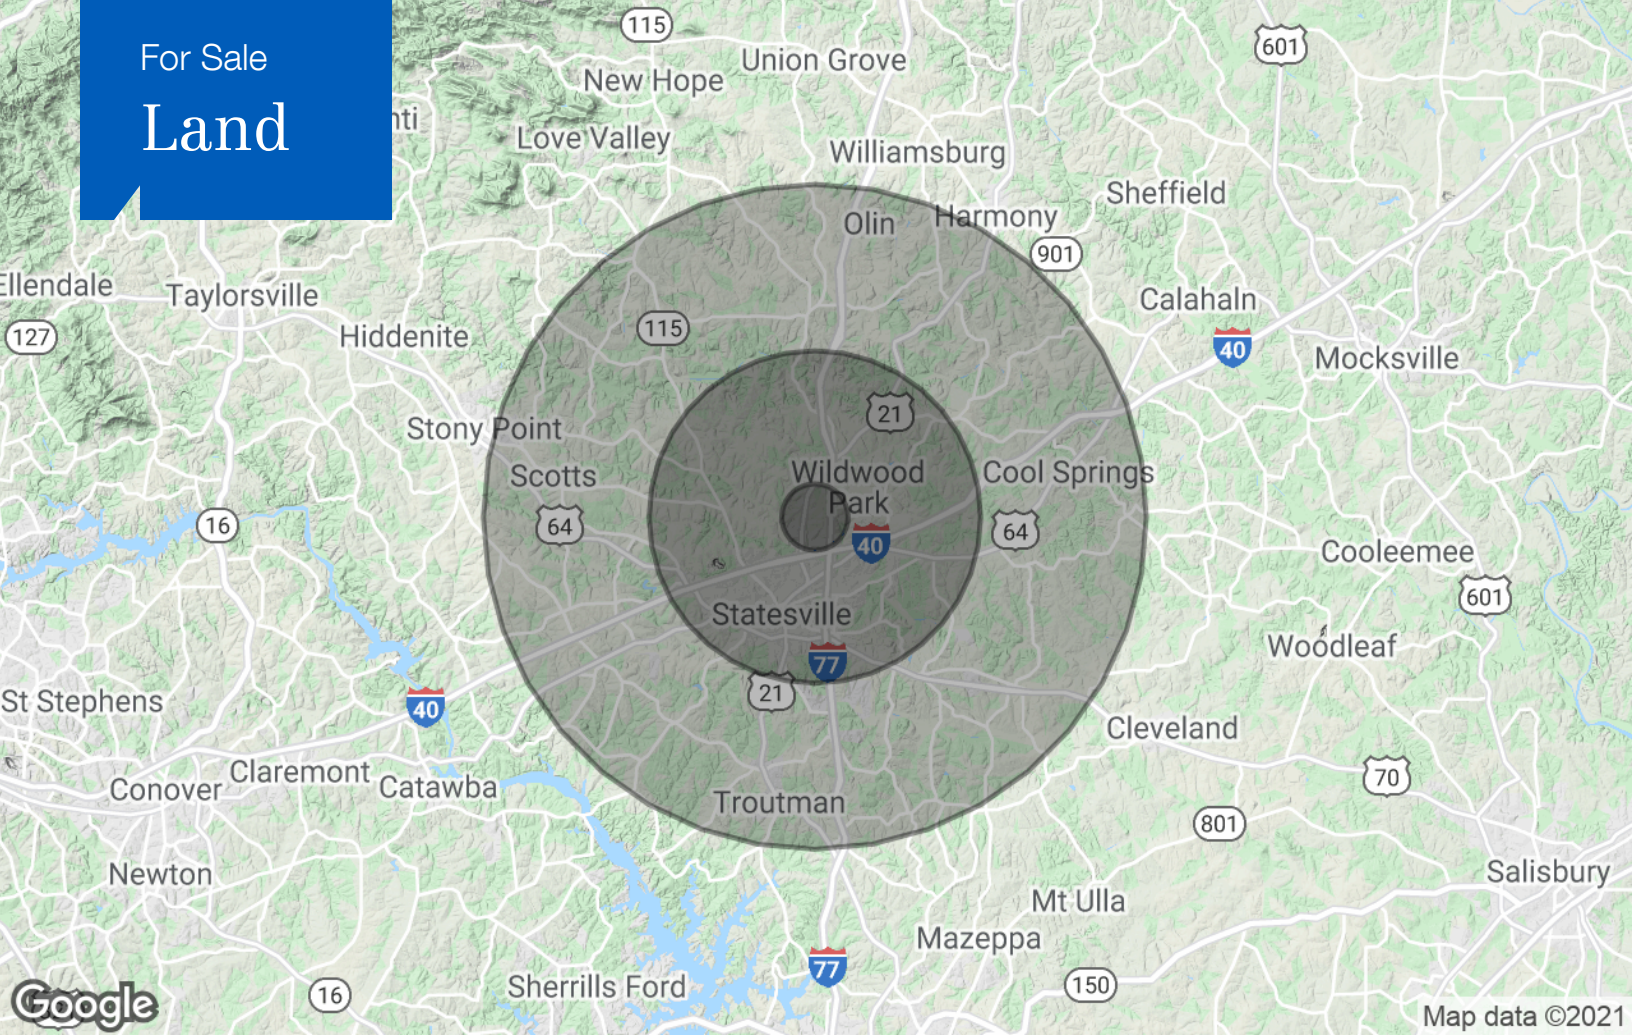 For Sale
Land
115
Union Grove
601
New Hope
Love Valley
Williamsburg
Sheffield
Olin
Harmony
901
Ellendale
Taylorsville
Calahaln
127
Hiddenite
115
40
Mocksville
21
Stony Point
Scotts
Wildwood
Park
Cool Springs
16
64
40
64
Cooleemee
601
Statesville
Woodleaf
77
21
St Stephens
40
Cleveland
Claremont
Catawba
Conover
70
Troutman
801
Newton
Salisbury
Mt Ulla
Mazeppa
77
Sherrills Ford
16
150
Google
Map data ©2021